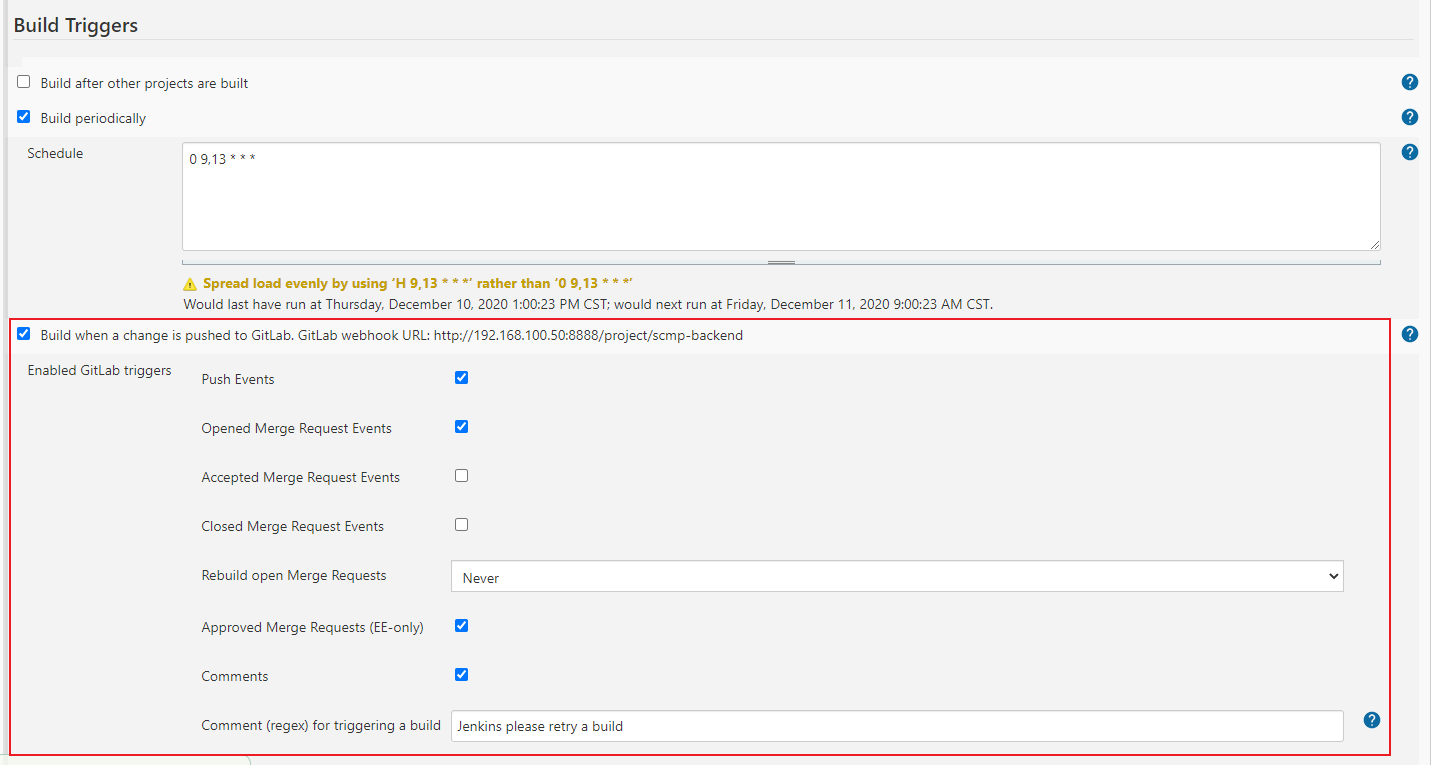 Build Triggers
Build after other projects are built
Build periodically
Schedule
0 9,13 * * *
Spread load evenly by using ‘H 9,13 * * *’ rather than ‘0 9,13 * * *’
Would last have run at Thursday, December 10, 2020 1:00:23 PM CST; would next run at Friday, December 11, 2020 9:00:23 AM CST.
Build when a change is pushed to GitLab. GitLab webhook URL: http://192.168.100.50:8888/project/scmp-backend
Enabled GitLab triggers
Push Events
Opened Merge Request Events
Accepted Merge Request Events
Closed Merge Request Events
Rebuild open Merge Requests
Never
Approved Merge Requests (EE-only)
Comments
Comment (regex) for triggering a build
Jenkins please retry a build